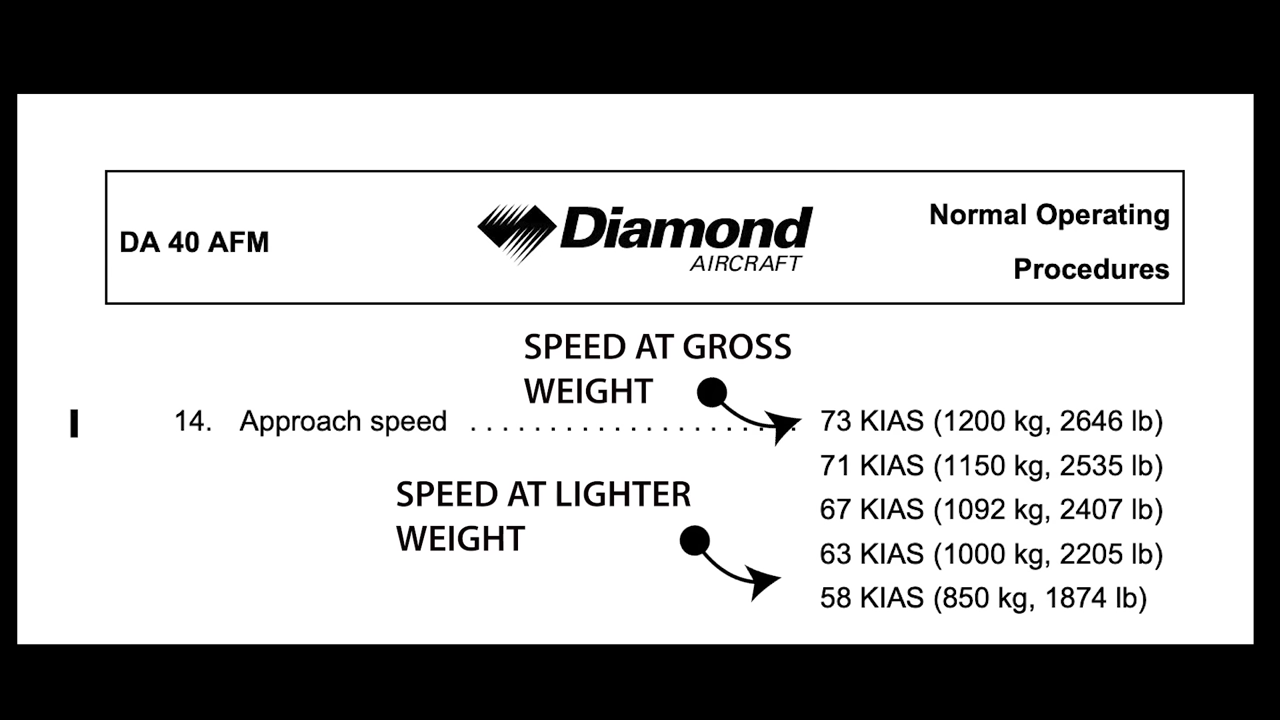 DA 40 AFM
Diamond
AIRCRAFT
Normal Operating
Procedures
SPEED AT GROSS
WEIGHT
14. Approach speed . . . . . . . . . . . . . . . . . . . . . 73 KIAS (1200 kg, 2646 lb)
71 KIAS (1150 kg, 2535 lb)
SPEED AT LIGHTER
WEIGHT
67 KIAS (1092 kg, 2407 lb)
63 KIAS (1000 kg, 2205 lb)
58 KIAS (850 kg, 1874 lb)